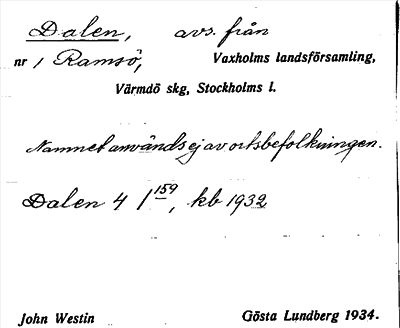 Dalen, avs. från
nr 1 Ramsö, Vaxholms landsförsamling,
Värmdö skg, Stockholms l.
Namnet användes ej av ortsbefolkningen.
Dalen 4 1 159, kb 1932
John Westin Gösta Lundberg 1934.